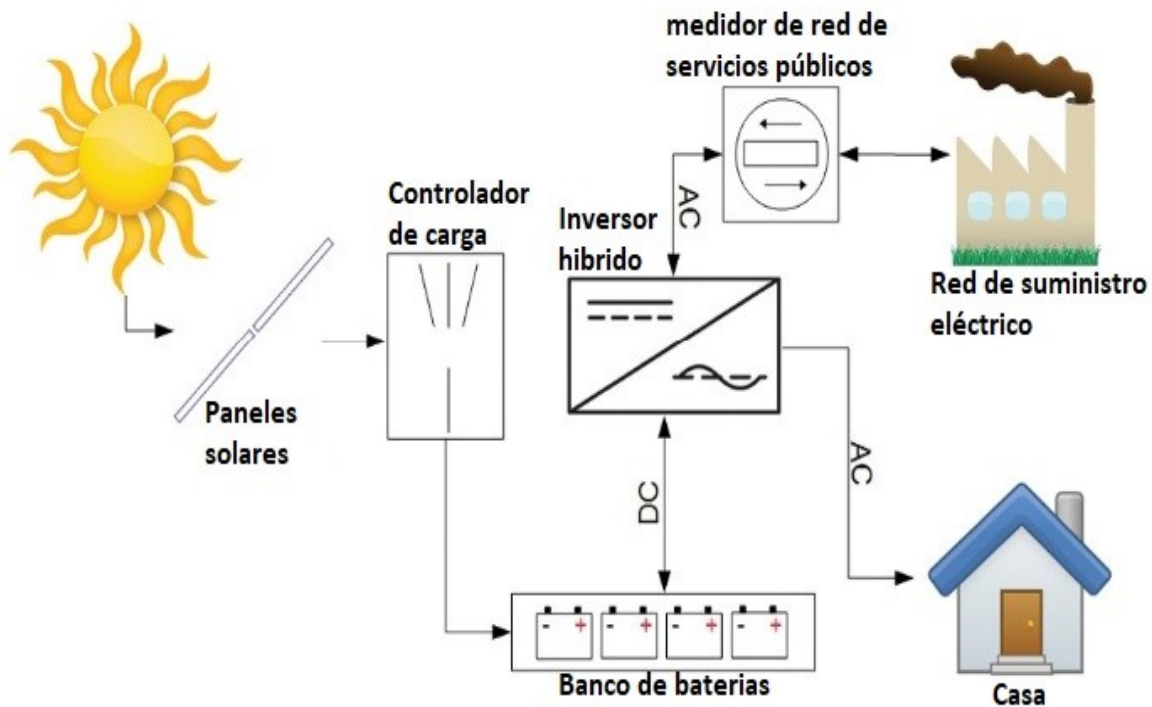 medidor de red de
servicios públicos
Controlador
de carga
AC
Inversor
hibrido
Red de suministro
eléctrico
Paneles
solares
AC
DC
- + - + - + - +
Banco de baterias
Casa